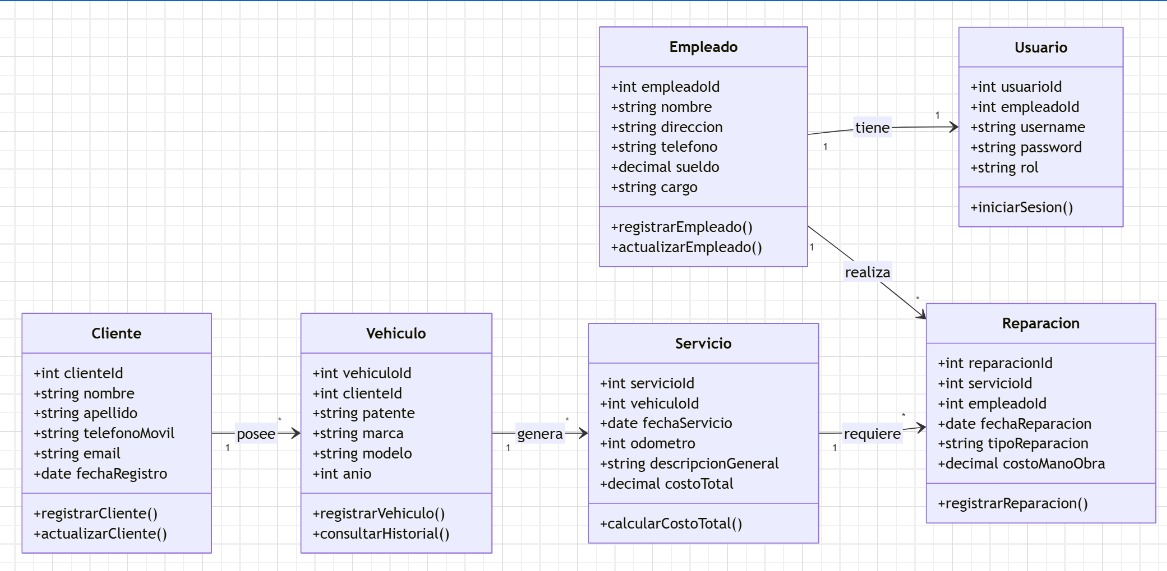 Empleado
+int empleadoId
+string nombre
+string direccion
+string telefono
+decimal sueldo
+string cargo
+registrarEmpleado()
+actualizarEmpleado()
1
tiene
1
Usuario
+int usuarioId
+int empleadoId
+string username
+string password
+string rol
+iniciarSesion()
1
realiza
*
Cliente
+int clienteId
+string nombre
+string apellido
+string telefonoMovil
+string email
+date fechaRegistro
+registrarCliente()
+actualizarCliente()
1
posee
*
Vehiculo
+int vehiculoId
+int clienteId
+string patente
+string marca
+string modelo
+int anio
+registrarVehiculo()
+consultarHistorial()
1
genera
*
Servicio
+int servicioId
+int vehiculoId
+date fechaServicio
+int odometro
+string descripcionGeneral
+decimal costoTotal
+calcularCostoTotal()
1
requiere
*
Reparacion
+int reparacionId
+int servicioId
+int empleadoId
+date fechaReparacion
+string tipoReparacion
+decimal costoManoObra
+registrarReparacion()